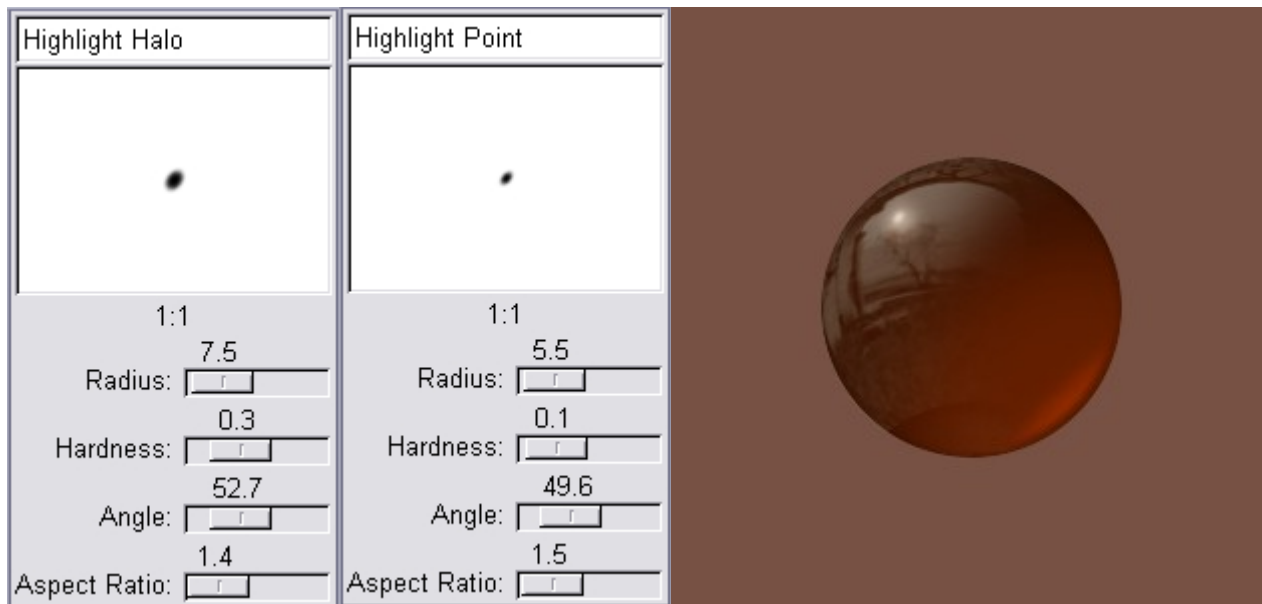 Highlight Halo
1:1
7.5
Radius:
0.3
Hardness:
52.7
Angle:
1.4
Aspect Ratio:
Highlight Point
1:1
5.5
Radius:
0.1
Hardness:
49.6
Angle:
1.5
Aspect Ratio: